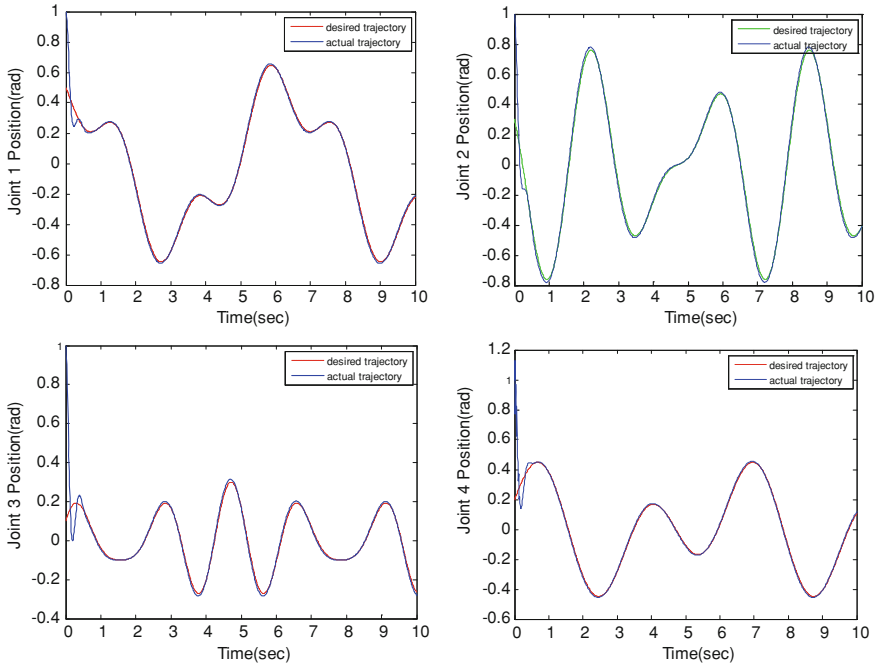 1
0.8
0.6
0.4
0.2
0
-0.2
-0.4
-0.6
-0.8
Joint 1 Position(rad)
desired trajectory
actual trajectory
0 1 2 3 4 5 6 7 8 9 10
Time(sec)
1
0.8
0.6
0.4
0.2
0
-0.2
-0.4
-0.6
-0.8
Joint 2 Position(rad)
desired trajectory
actual trajectory
0 1 2 3 4 5 6 7 8 9 10
Time(sec)
1
0.8
0.6
0.4
0.2
0
-0.2
-0.4
Joint 3 Position(rad)
desired trajectory
actual trajectory
0 1 2 3 4 5 6 7 8 9 10
Time(sec)
1.2
1
0.8
0.6
0.4
0.2
0
-0.2
-0.4
-0.6
Joint 4 Position(rad)
desired trajectory
actual trajectory
0 1 2 3 4 5 6 7 8 9 10
Time(sec)